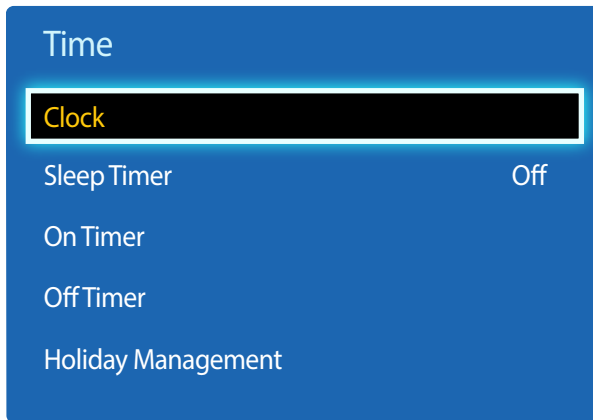 Time
Clock
Sleep Timer Off
On Timer
Off Timer
Holiday Management